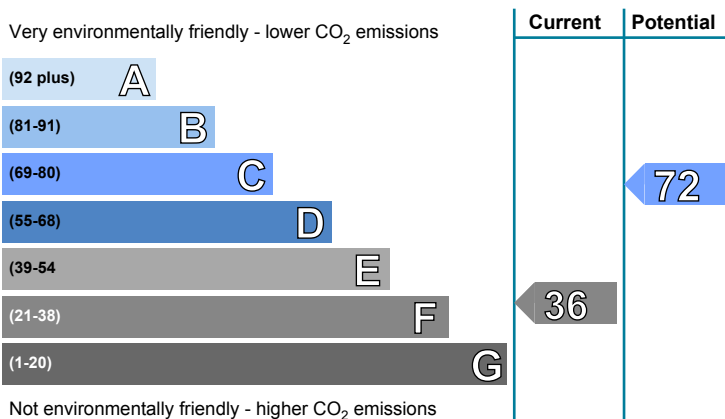 Current Potential
Very environmentally friendly - lower CO₂ emissions
(92 plus) A
(81-91) B
(69-80) C
72
(55-68) D
(39-54 E
(21-38) F
36
(1-20) G
Not environmentally friendly - higher CO₂ emissions